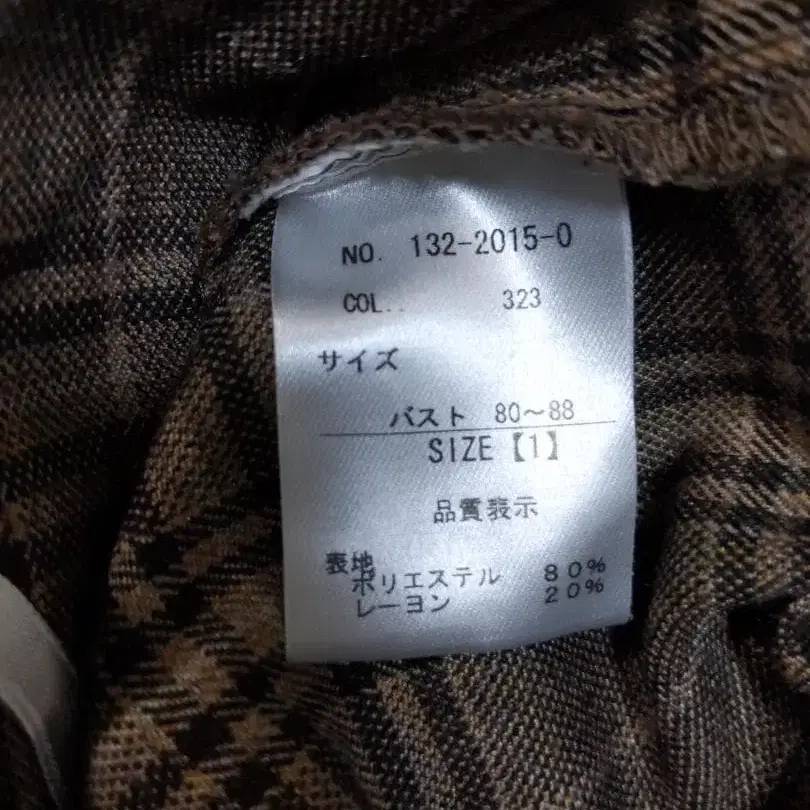 NO. 132-2015-0
COL.. 323
サイズ
バスト 80～88
SIZE【1】
品質表示
表地
ポリエステル 80%
レーヨン 20%